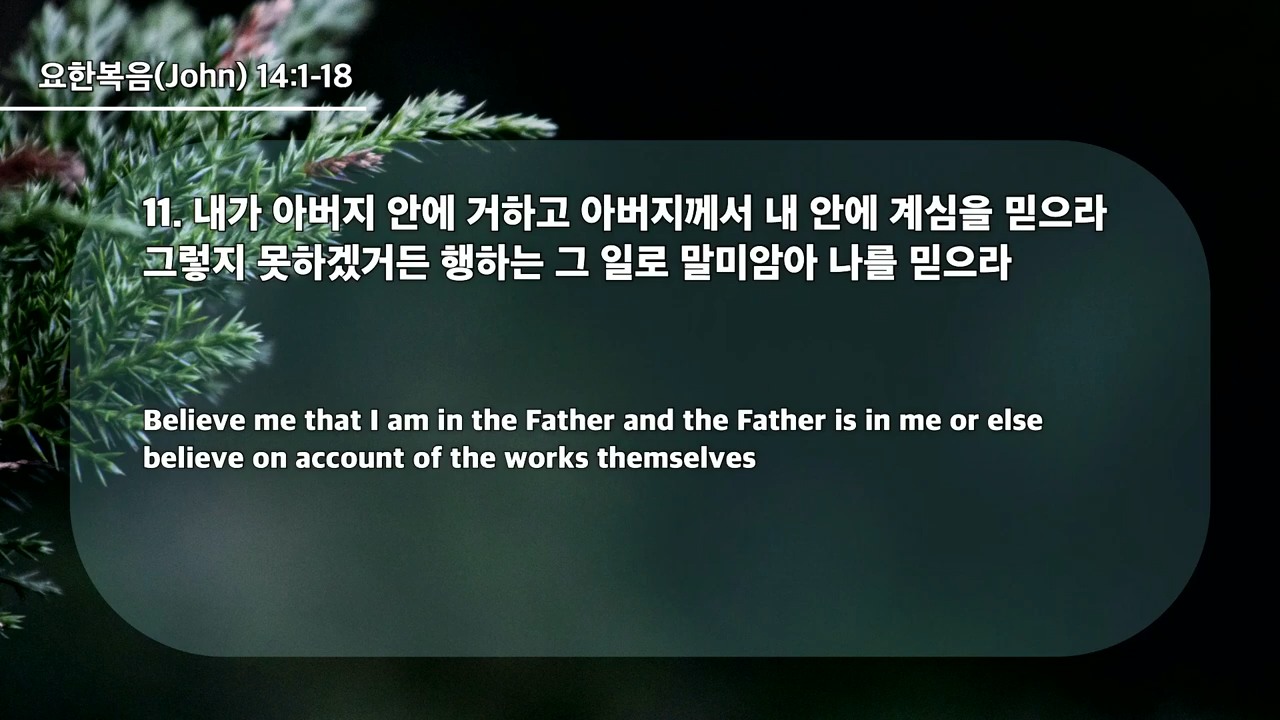 요한복음(John) 14:1-18
11. 내가 아버지 안에 거하고 아버지께서 내 안에 계심을 믿으라
그렇지 못하겠거든 행하는 그 일로 말미암아 나를 믿으라
Believe me that I am in the Father and the Father is in me or else
believe on account of the works themselves